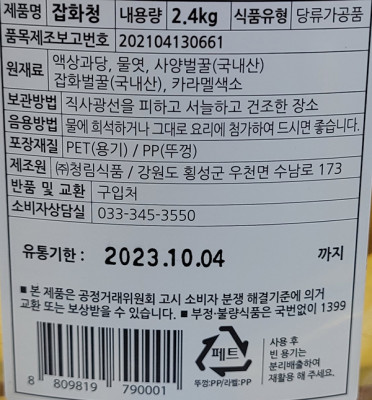 제품명 잡화청 내용량 2.4kg 식품유형 당류가공품
품목제조보고번호 202104130661
원재료 액상과당, 물엿, 사양벌꿀(국내산)
잡화벌꿀(국내산), 카라멜색소
보관방법 직사광선을 피하고 서늘하고 건조한 장소
음용방법 물에 희석하거나 그대로 요리에 첨가하여 드시면 좋습니다.
포장재질 PET(용기) / PP(뚜껑)
제조원 ㈜청림식품 / 강원도 횡성군 우천면 수남로 173
반품 및 교환 구입처
소비자상담실 033-345-3550
유통기한 : 2023.10.04 까지
■ 본 제품은 공정거래위원회 고시 소비자 분쟁 해결기준에 의거
교환 또는 보상받을 수 있습니다. ■ 부정·불량식품은 국번없이 1399
페트
사용 후
빈 용기는
분리배출하여
재활용 해 주세요.
뚜껑:PP/라벨:PP
8 809819 790001